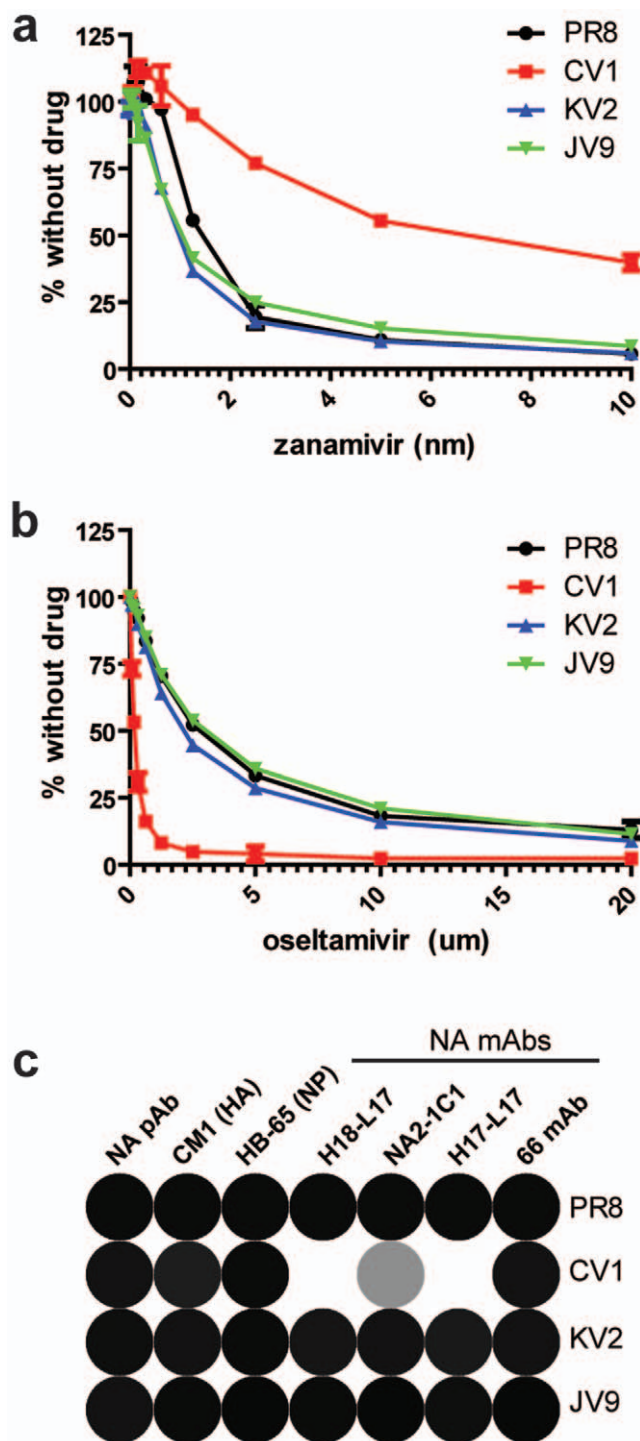 a
125
100
75
50
25
0
% without drug
0
2
4
6
8
10
zanamivir (nm)
PR8
CV1
KV2
JV9
b
125
100
75
50
25
0
% without drug
0
5
10
15
20
oseltamivir (um)
PR8
CV1
KV2
JV9
c
NA mAbs
NA pAb
CM1 (HA)
HB-65 (NP)
H18-L17
NA2-1C1
H17-L17
66 mAb
PR8
CV1
KV2
JV9